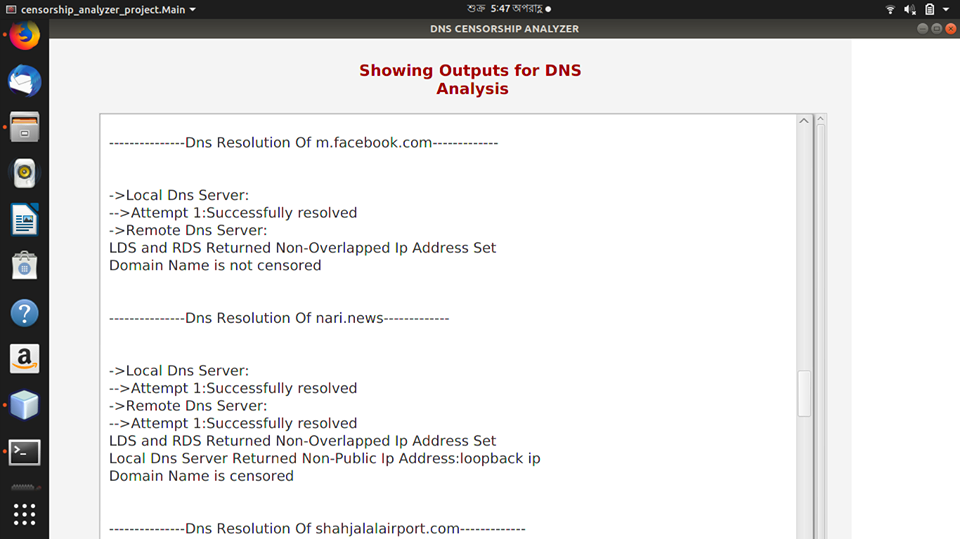 censorship_analyzer_project.Main
শুক্র 5:47 অপরাহ্ণ
DNS CENSORSHIP ANALYZER
Showing Outputs for DNS
Analysis
---------------Dns Resolution Of m.facebook.com-------------
->Local Dns Server:
-->Attempt 1:Successfully resolved
->Remote Dns Server:
LDS and RDS Returned Non-Overlapped Ip Address Set
Domain Name is not censored
---------------Dns Resolution Of nari.news-------------
->Local Dns Server:
-->Attempt 1:Successfully resolved
->Remote Dns Server:
-->Attempt 1:Successfully resolved
LDS and RDS Returned Non-Overlapped Ip Address Set
Local Dns Server Returned Non-Public Ip Address:loopback ip
Domain Name is censored
---------------Dns Resolution Of shahjalalairport.com-------------